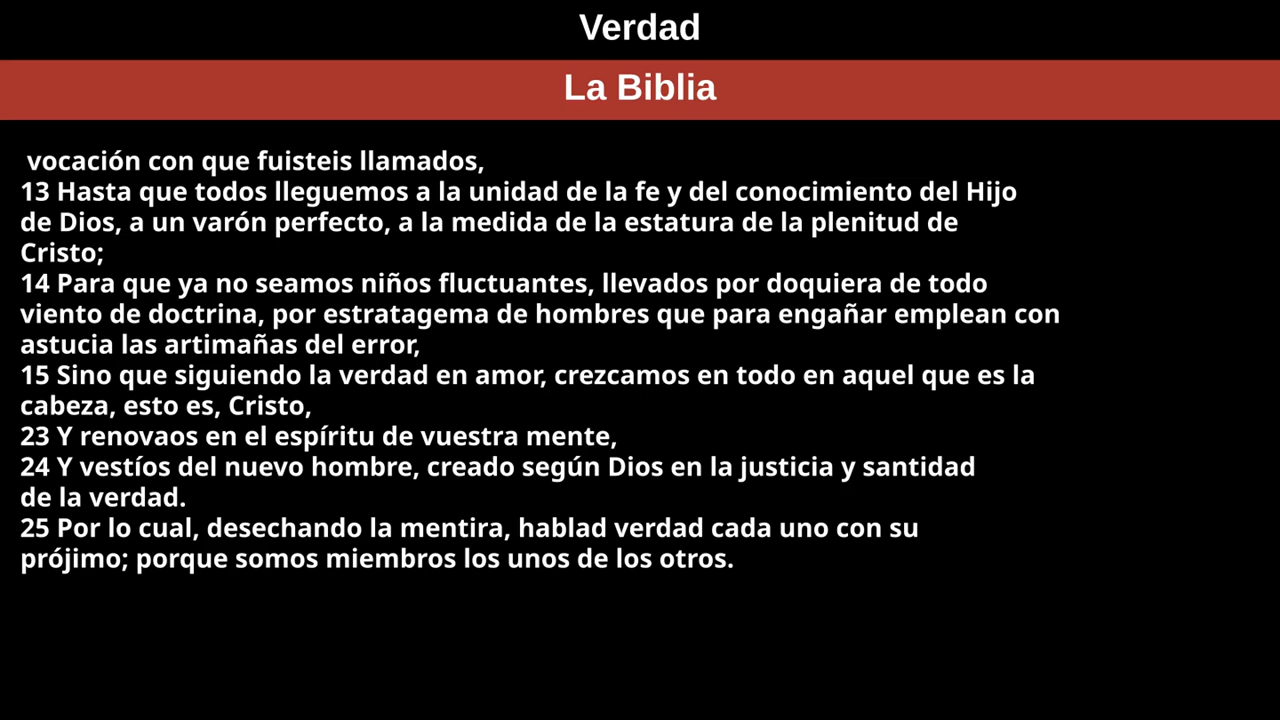 Verdad
La Biblia
vocación con que fuisteis llamados,
13 Hasta que todos lleguemos a la unidad de la fe y del conocimiento del Hijo
de Dios, a un varón perfecto, a la medida de la estatura de la plenitud de
Cristo;
14 Para que ya no seamos niños fluctuantes, llevados por doquiera de todo
viento de doctrina, por estratagema de hombres que para engañar emplean con
astucia las artimañas del error,
15 Sino que siguiendo la verdad en amor, crezcamos en todo en aquel que es la
cabeza, esto es, Cristo,
23 Y renovaos en el espíritu de vuestra mente,
24 Y vestíos del nuevo hombre, creado según Dios en la justicia y santidad
de la verdad.
25 Por lo cual, desechando la mentira, hablad verdad cada uno con su
prójimo; porque somos miembros los unos de los otros.